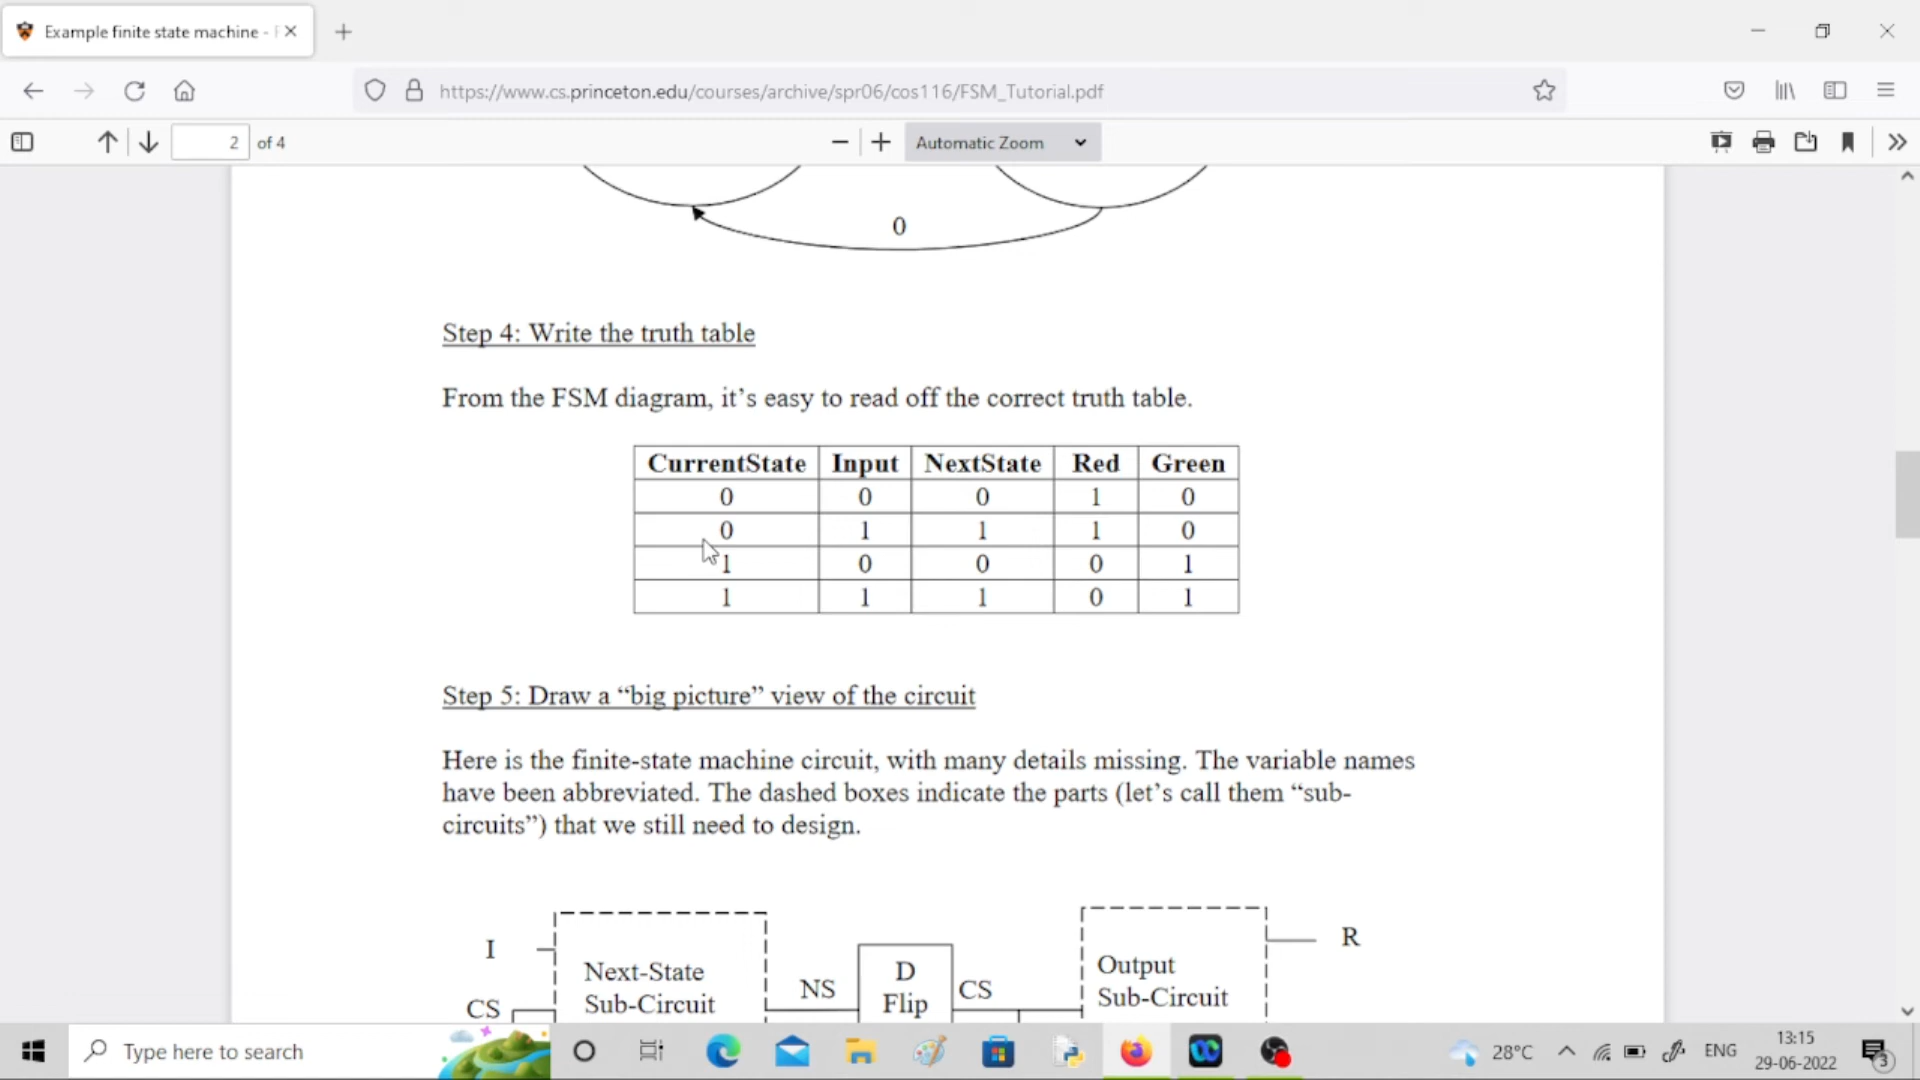 Example finite state machine -
https://www.cs.princeton.edu/courses/archive/spr06/cos116/FSM_Tutorial.pdf
2 of 4
Automatic Zoom
0
Step 4: Write the truth table
From the FSM diagram, it's easy to read off the correct truth table.
CurrentState Input NextState Red Green
0 0 0 1 0
0 1 1 1 0
1 0 0 0 1
1 1 1 0 1
Step 5: Draw a “big picture” view of the circuit
Here is the finite-state machine circuit, with many details missing. The variable names
have been abbreviated. The dashed boxes indicate the parts (let's call them “sub-
circuits”) that we still need to design.
I
CS
Next-State
Sub-Circuit
NS
D
Flip
CS
Output
Sub-Circuit
R
Type here to search
28°C
ENG
13:15
29-06-2022
3